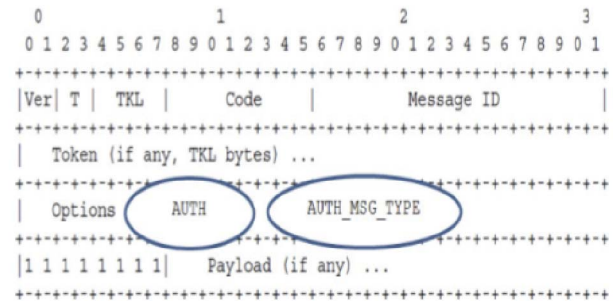 0 1 2 3
0 1 2 3 4 5 6 7 8 9 0 1 2 3 4 5 6 7 8 9 0 1 2 3 4 5 6 7 8 9 0 1
+-+-+-+-+-+-+-+-+-+-+-+-+-+-+-+-+-+-+-+-+-+-+-+-+-+-+-+-+-+-+-+-+
|Ver| T | TKL | Code | Message ID |
+-+-+-+-+-+-+-+-+-+-+-+-+-+-+-+-+-+-+-+-+-+-+-+-+-+-+-+-+-+-+-+-+
| Token (if any, TKL bytes) ...
+-+-+-+-+-+-+-+-+-+-+-+-+-+-+-+-+-+-+-+-+-+-+-+-+-+-+-+-+-+-+-+-+
| Options AUTH AUTH_MSG_TYPE
+-+-+-+-+-+-+-+-+-+-+-+-+-+-+-+-+-+-+-+-+-+-+-+-+-+-+-+-+-+-+-+-+
|1 1 1 1 1 1 1 1| Payload (if any) ...
+-+-+-+-+-+-+-+-+-+-+-+-+-+-+-+-+-+-+-+-+-+-+-+-+-+-+-+-+-+-+-+-+